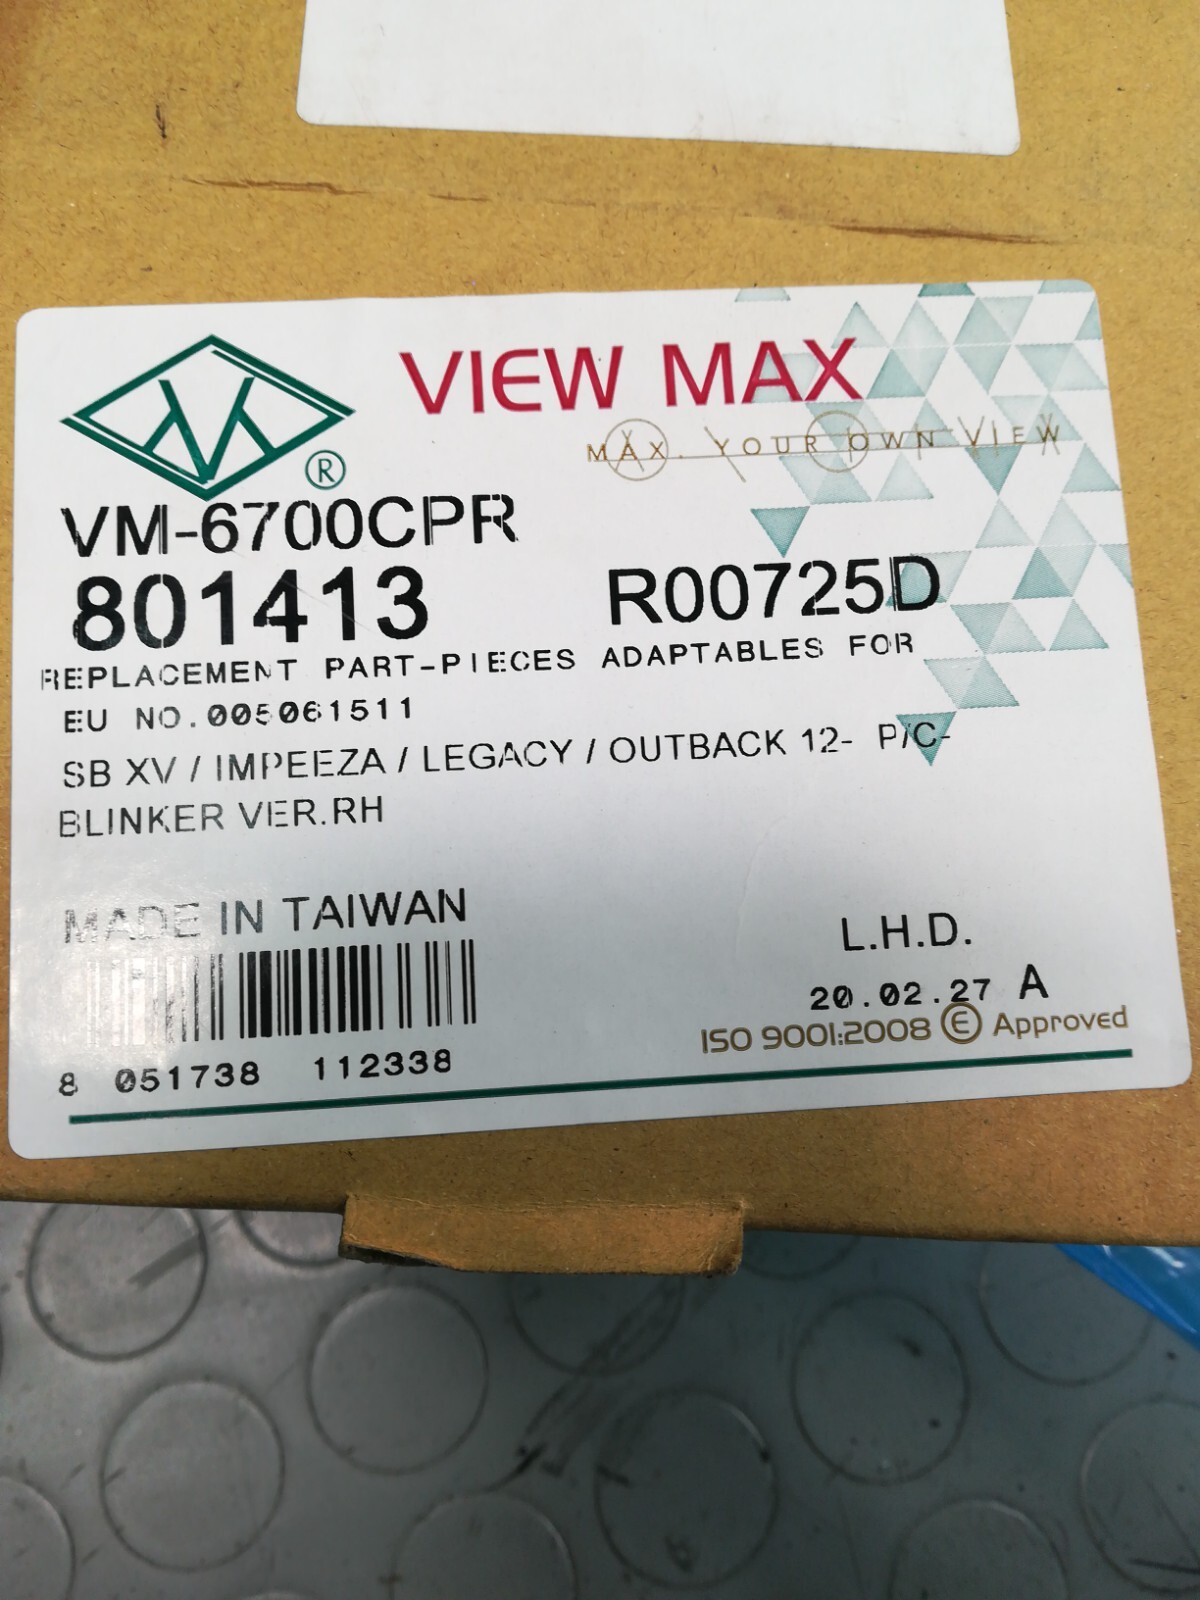 VIEW MAX
MAX. YOUR OWN VIEW
®
VM-6700CPR
801413 R00725D
REPLACEMENT PART-PIECES ADAPTABLES FOR
EU NO.005061511
SB XV / IMPEEZA / LEGACY / OUTBACK 12- P/C-
BLINKER VER.RH
MADE IN TAIWAN
L.H.D.
20.02.27 A
ISO 9001:2008 E Approved
8 051738 112338